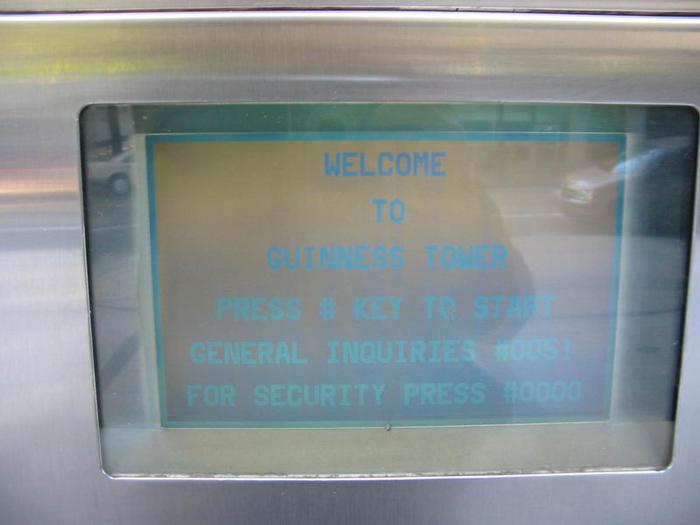 WELCOME
TO
GUINNESS TOWER
PRESS # KEY TO START
GENERAL INQUIRIES #0051
FOR SECURITY PRESS #0000